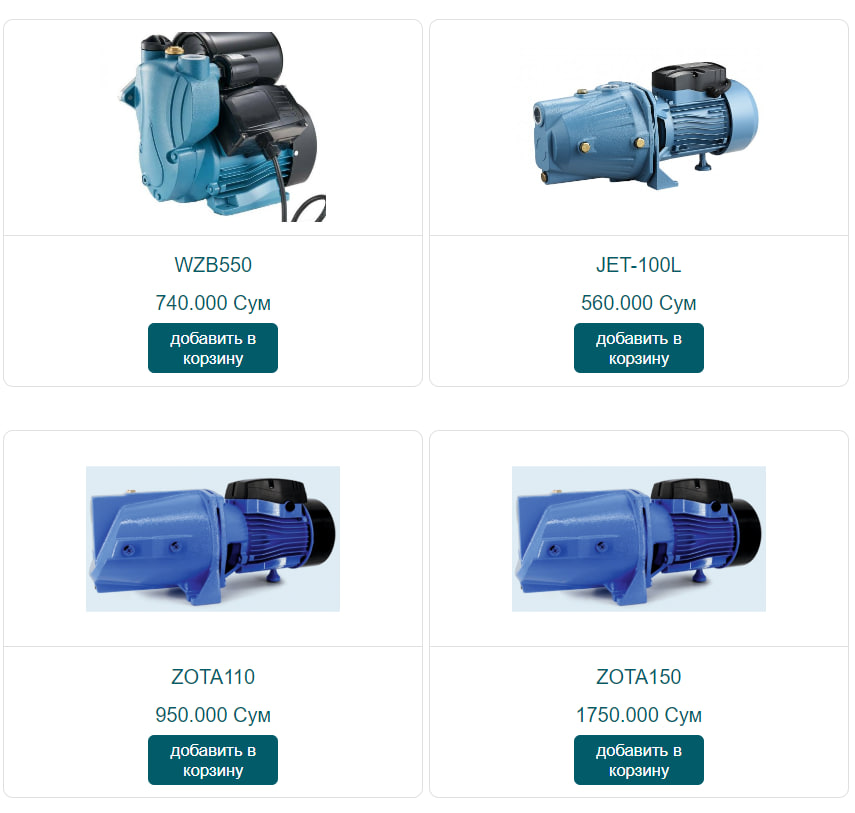 WZB550
740.000 Сум
добавить в
корзину
JET-100L
560.000 Сум
добавить в
корзину
ZOTA110
950.000 Сум
добавить в
корзину
ZOTA150
1750.000 Сум
добавить в
корзину